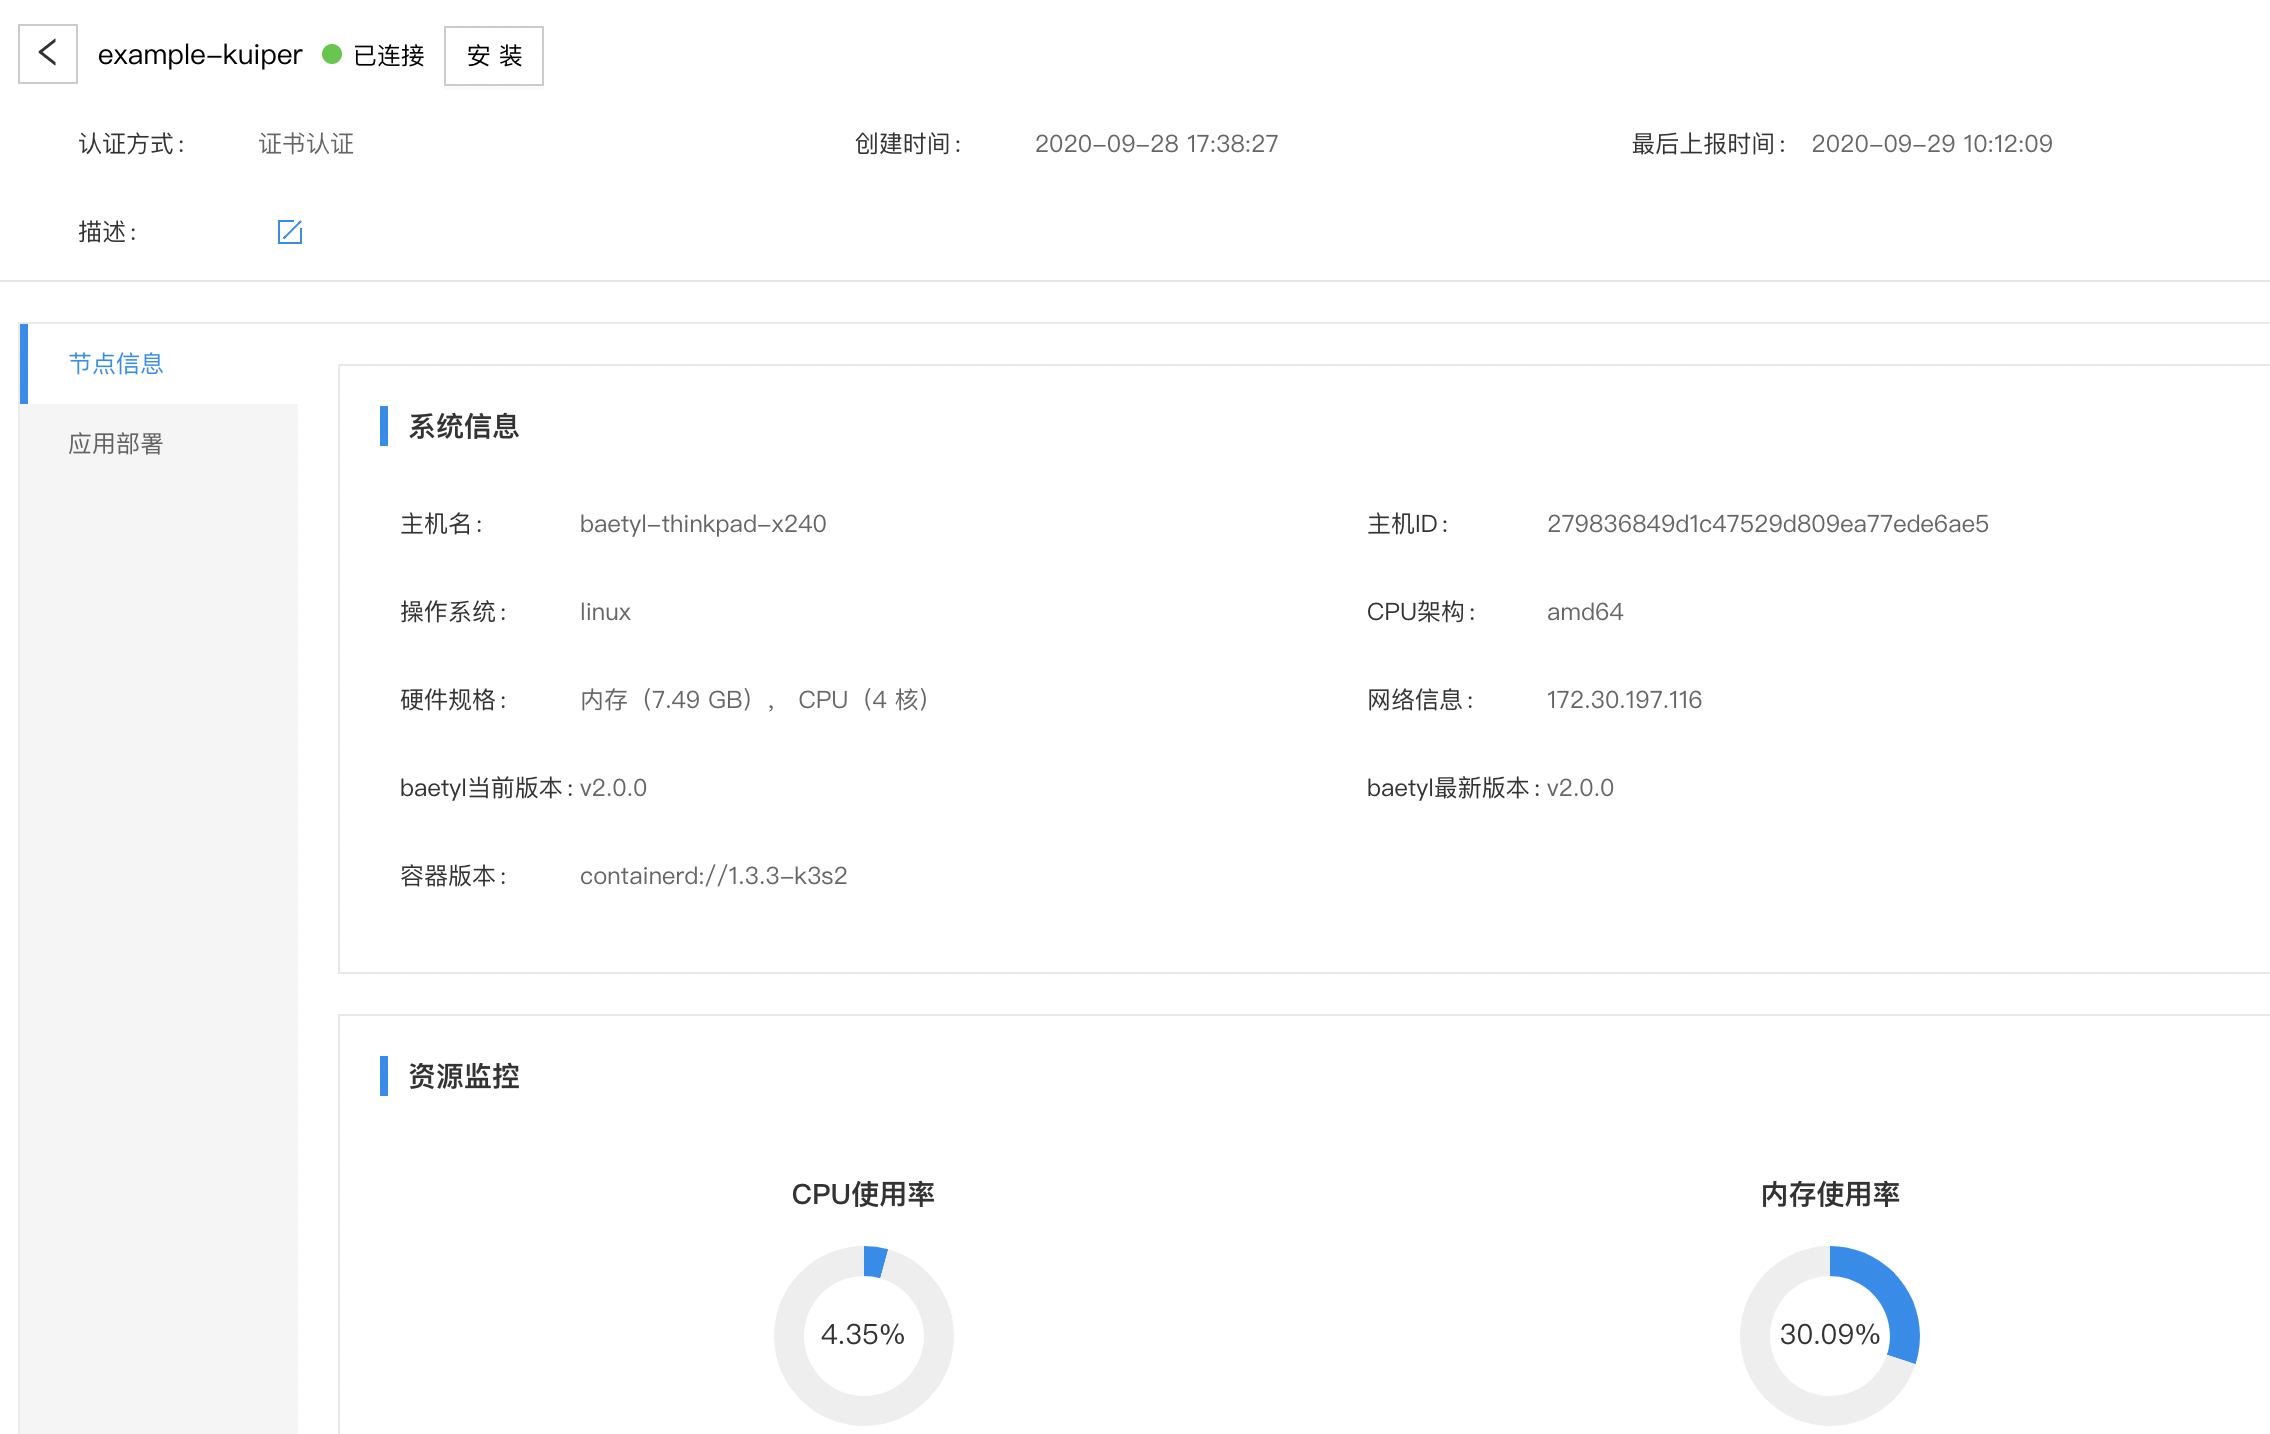 example-kuiper 已连接 安 装
认证方式： 证书认证 创建时间： 2020-09-28 17:38:27 最后上报时间： 2020-09-29 10:12:09
描述：
节点信息
应用部署
系统信息
主机名： baetyl-thinkpad-x240 主机ID： 279836849d1c47529d809ea77ede6ae5
操作系统： linux CPU架构： amd64
硬件规格： 内存（7.49 GB）， CPU（4 核） 网络信息： 172.30.197.116
baetyl当前版本： v2.0.0 baetyl最新版本： v2.0.0
容器版本： containerd://1.3.3-k3s2
资源监控
CPU使用率 内存使用率
4.35% 30.09%